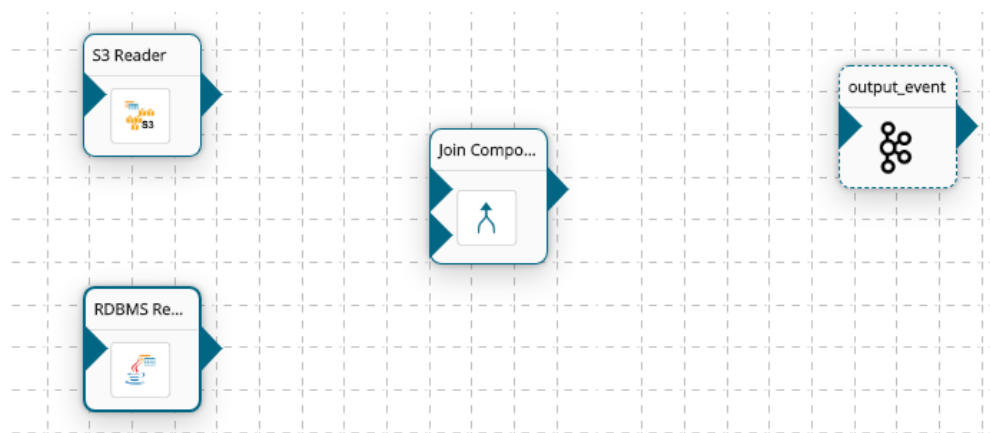 S3 Reader
S3
output_event
Join Compo...
RDBMS Re...